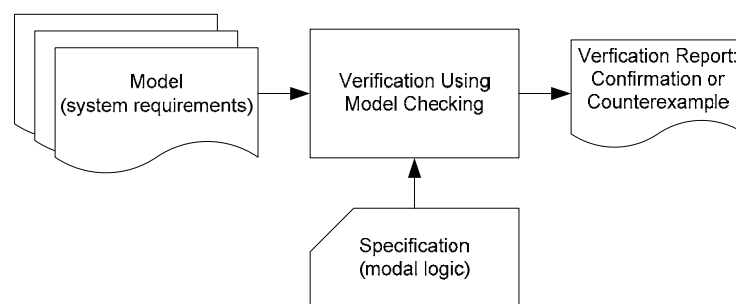 Model
(system requirements)
Verification Using
Model Checking
Verfication Report:
Confirmation or
Counterexample
Specification
(modal logic)